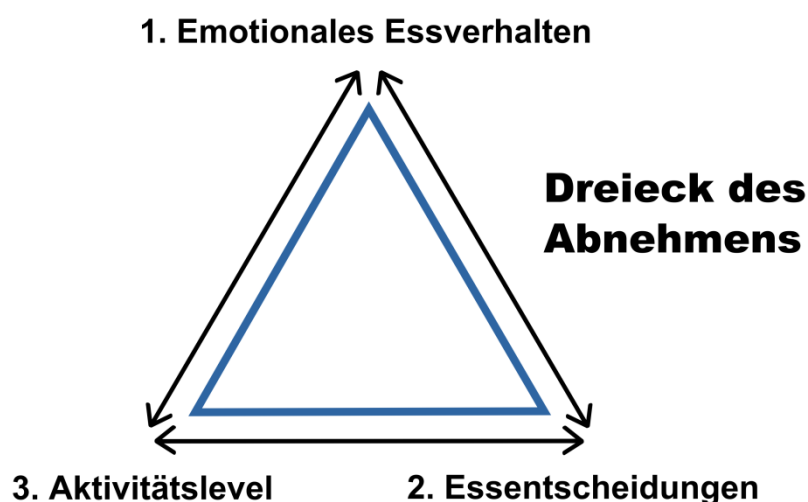 1. Emotionales Essverhalten
Dreieck des
Abnehmens
3. Aktivitätslevel
2. Essentscheidungen